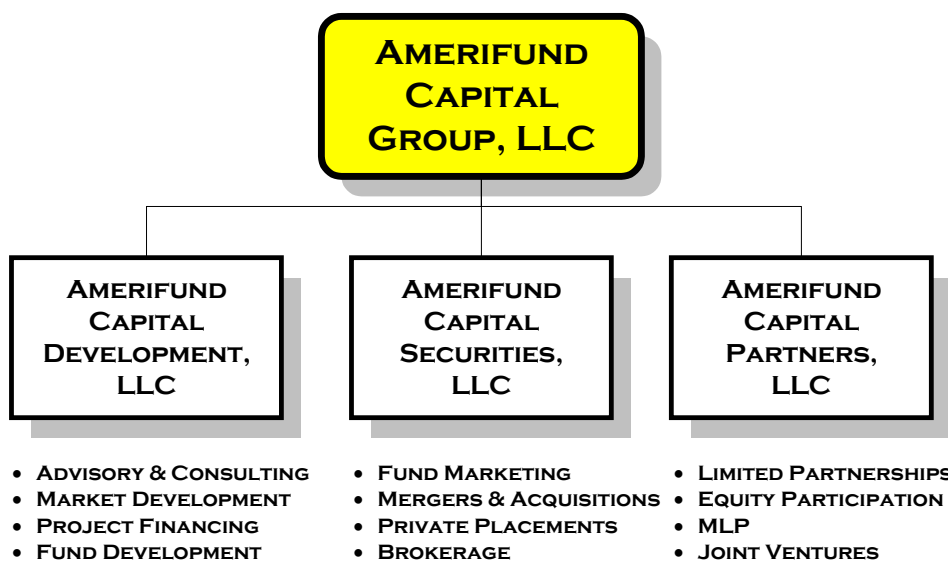 AMERIFUND
CAPITAL
GROUP, LLC
AMERIFUND
CAPITAL
DEVELOPMENT,
LLC
AMERIFUND
CAPITAL
SECURITIES,
LLC
AMERIFUND
CAPITAL
PARTNERS,
LLC
• ADVISORY & CONSULTING
• MARKET DEVELOPMENT
• PROJECT FINANCING
• FUND DEVELOPMENT
• FUND MARKETING
• MERGERS & ACQUISITIONS
• PRIVATE PLACEMENTS
• BROKERAGE
• LIMITED PARTNERSHIPS
• EQUITY PARTICIPATION
• MLP
• JOINT VENTURES